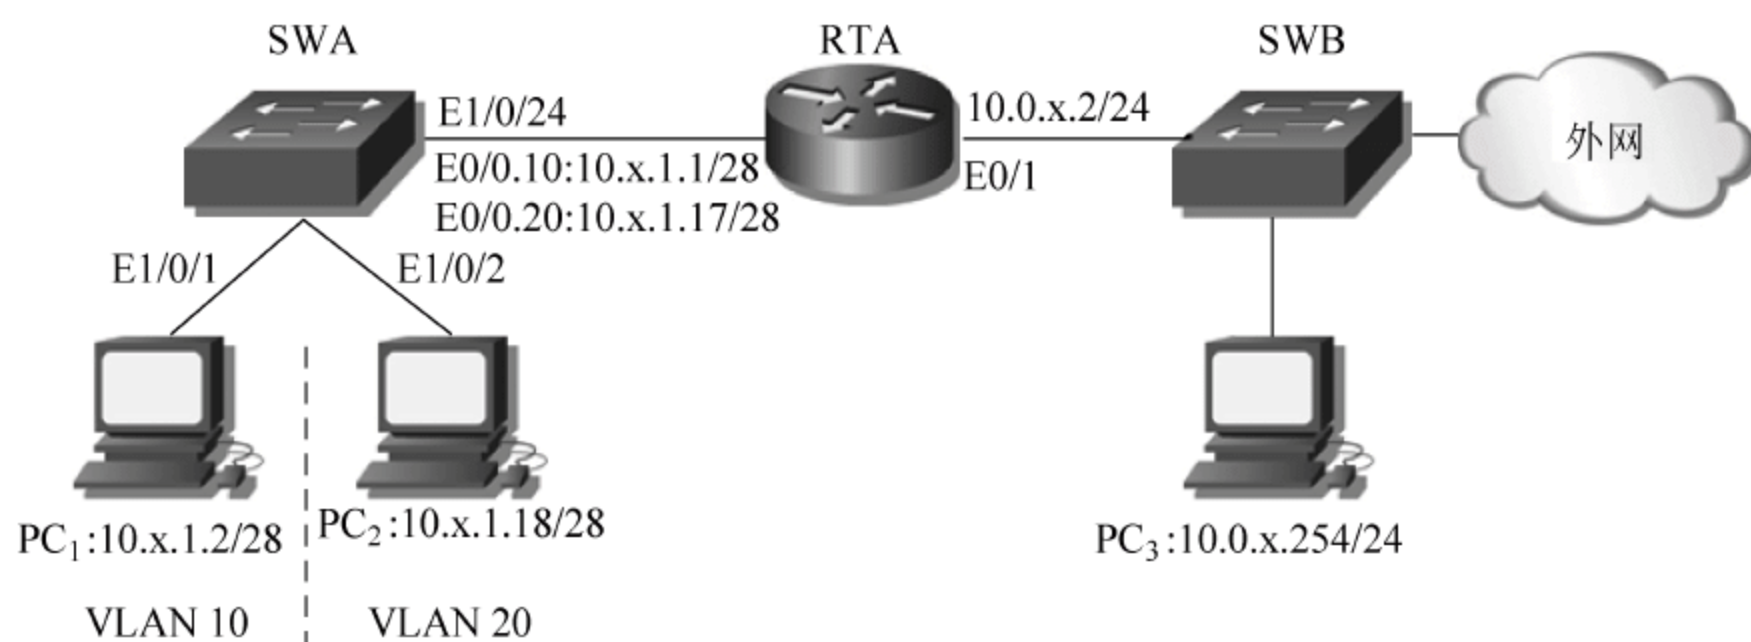 SWA
RTA
SWB
E1/0/24
10.0.x.2/24
外网
E0/0.10:10.x.1.1/28
E0/1
E0/0.20:10.x.1.17/28
E1/0/1
E1/0/2
PC1:10.x.1.2/28
PC2:10.x.1.18/28
PC3:10.0.x.254/24
VLAN 10
VLAN 20